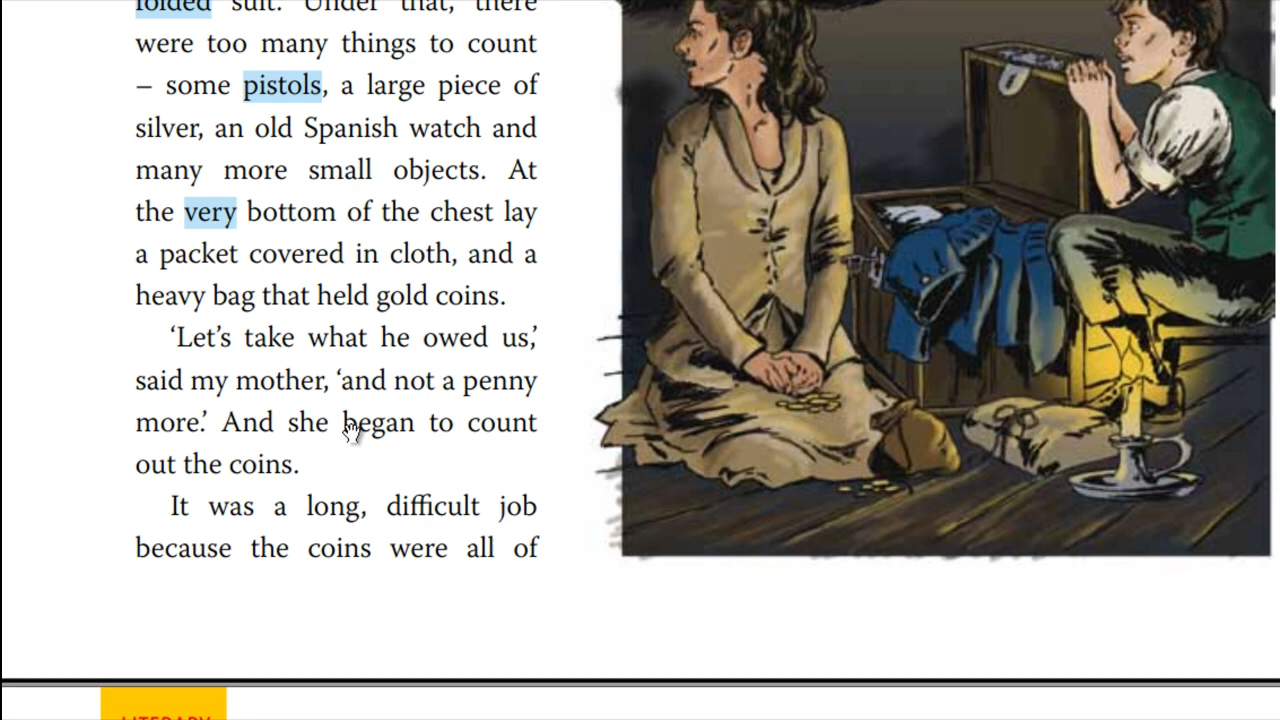 folded suit. Under that, there
were too many things to count
– some pistols, a large piece of
silver, an old Spanish watch and
many more small objects. At
the very bottom of the chest lay
a packet covered in cloth, and a
heavy bag that held gold coins.
‘Let’s take what he owed us,’
said my mother, ‘and not a penny
more.’ And she began to count
out the coins.
It was a long, difficult job
because the coins were all of
LITERARY